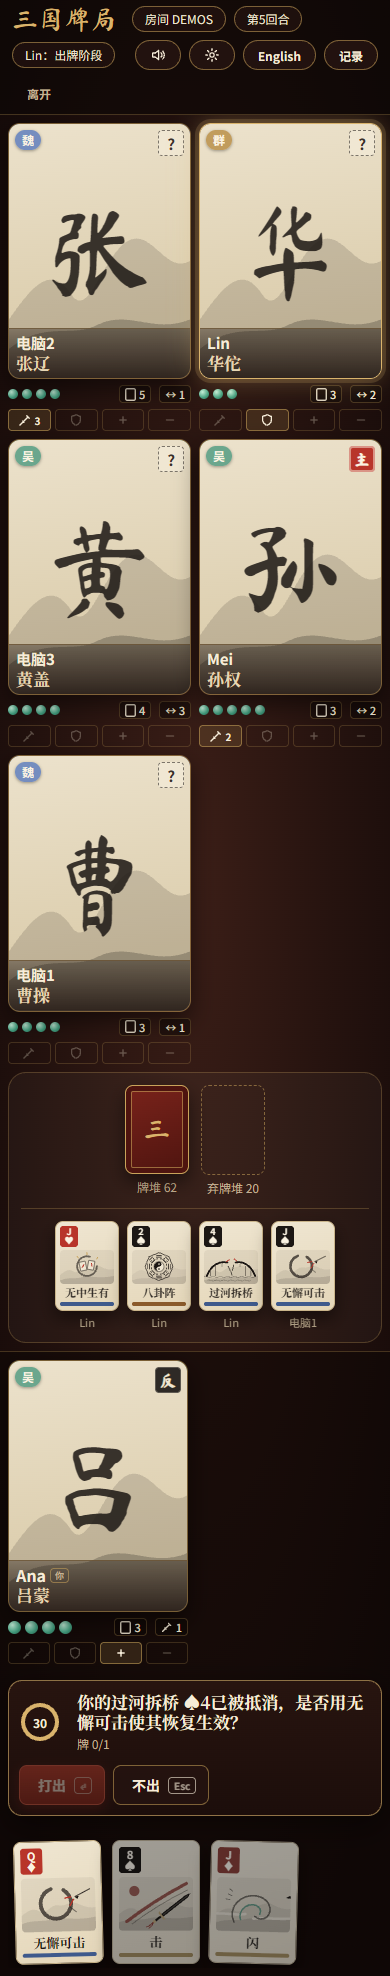 三国牌局
房间 DEMOS
第5回合
Lin：出牌阶段
English
记录
离开
魏
?
张
电脑2
张辽
5
1
3
群
?
华
Lin
华佗
3
2
吴
?
黄
电脑3
黄盖
4
3
吴
主
孙
Mei
孙权
3
2
2
魏
?
曹
电脑1
曹操
3
1
三
牌堆 62
弃牌堆 20
J
无中生有
Lin
2
八卦阵
Lin
4
过河拆桥
Lin
J
无懈可击
电脑1
吴
反
吕
Ana 你
吕蒙
3
1
30
你的过河拆桥 ♠4已被抵消，是否用无
懈可击使其恢复生效？
牌 0/1
打出
不出 Esc
Q
无懈可击
8
击
J
闪